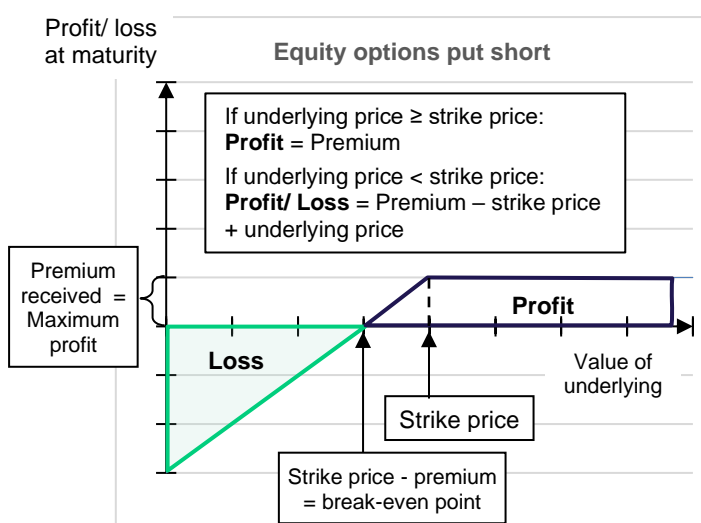 Profit/ loss
at maturity
Equity options put short
If underlying price ≥ strike price:
Profit = Premium
If underlying price < strike price:
Profit/ Loss = Premium – strike price
+ underlying price
Premium
received =
Maximum
profit
Profit
Loss
Value of
underlying
Strike price
Strike price - premium
= break-even point